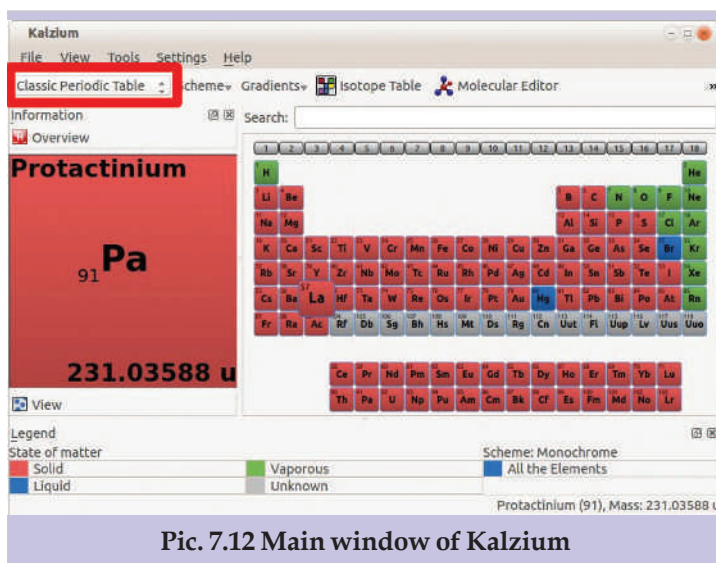 Kalzium
File View Tools Settings Help
Classic Periodic Table cheme Gradients Isotope Table Molecular Editor »
Information Search:
Overview
1 2 3 4 5 6 7 8 9 10 11 12 13 14 15 16 17 18
Protactinium
H He
Li Be B C N O F Ne
Na Mg Al Si P S Cl Ar
K Ca Sc Ti V Cr Mn Fe Co Ni Cu Zn Ga Ge As Se Br Kr
91 Pa
Rb Sr Y Zr Nb Mo Tc Ru Rh Pd Ag Cd In Sn Sb Te I Xe
57
Cs Ba La Hf Ta W Re Os Ir Pt Au Hg Tl Pb Bi Po At Rn
Fr Ra Ac Rf Db Sg Bh Hs Mt Ds Rg Cn Uut Fl Uup Lv Uus Uuo
231.03588 u
Ce Pr Nd Pm Sm Eu Gd Tb Dy Ho Er Tm Yb Lu
Th Pa U Np Pu Am Cm Bk Cf Es Fm Md No Lr
View
Legend
State of matter Scheme: Monochrome
Solid Vaporous All the Elements
Liquid Unknown
Protactinium (91), Mass: 231.03588 u
Pic. 7.12 Main window of Kalzium